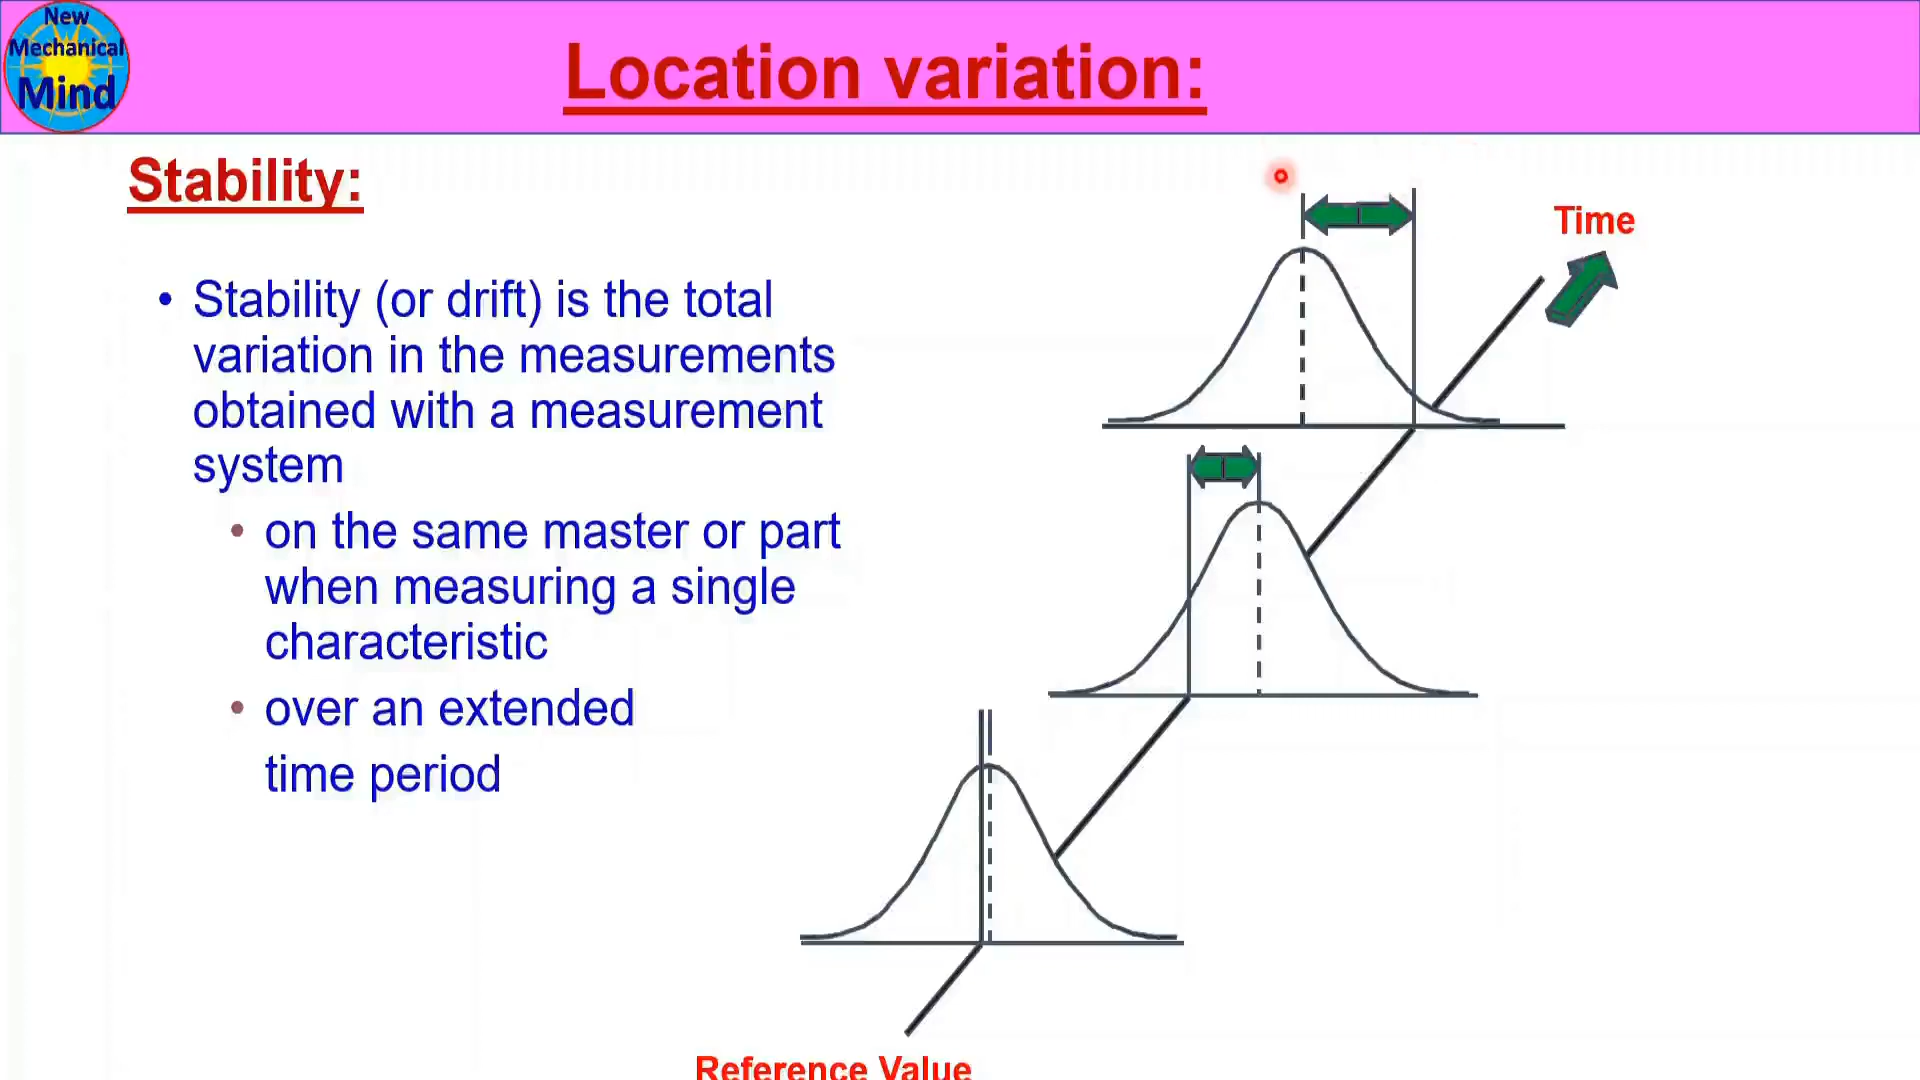 New
Mechanical
Mind
Location variation:
Stability:
• Stability (or drift) is the total
variation in the measurements
obtained with a measurement
system
• on the same master or part
when measuring a single
characteristic
• over an extended
time period
Time
Reference Value